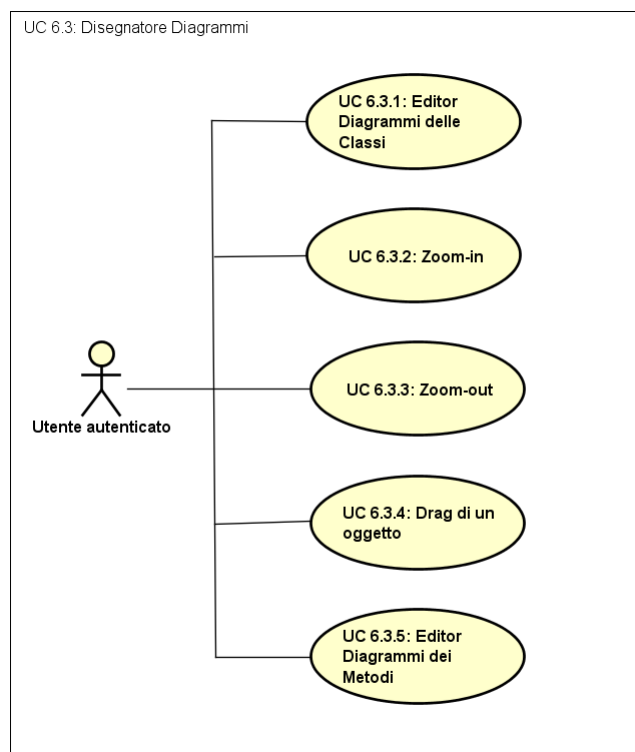 UC 6.3: Disegnatore Diagrammi
UC 6.3.1: Editor
Diagrammi delle
Classi
UC 6.3.2: Zoom-in
UC 6.3.3: Zoom-out
Utente autenticato
UC 6.3.4: Drag di un
oggetto
UC 6.3.5: Editor
Diagrammi dei
Metodi